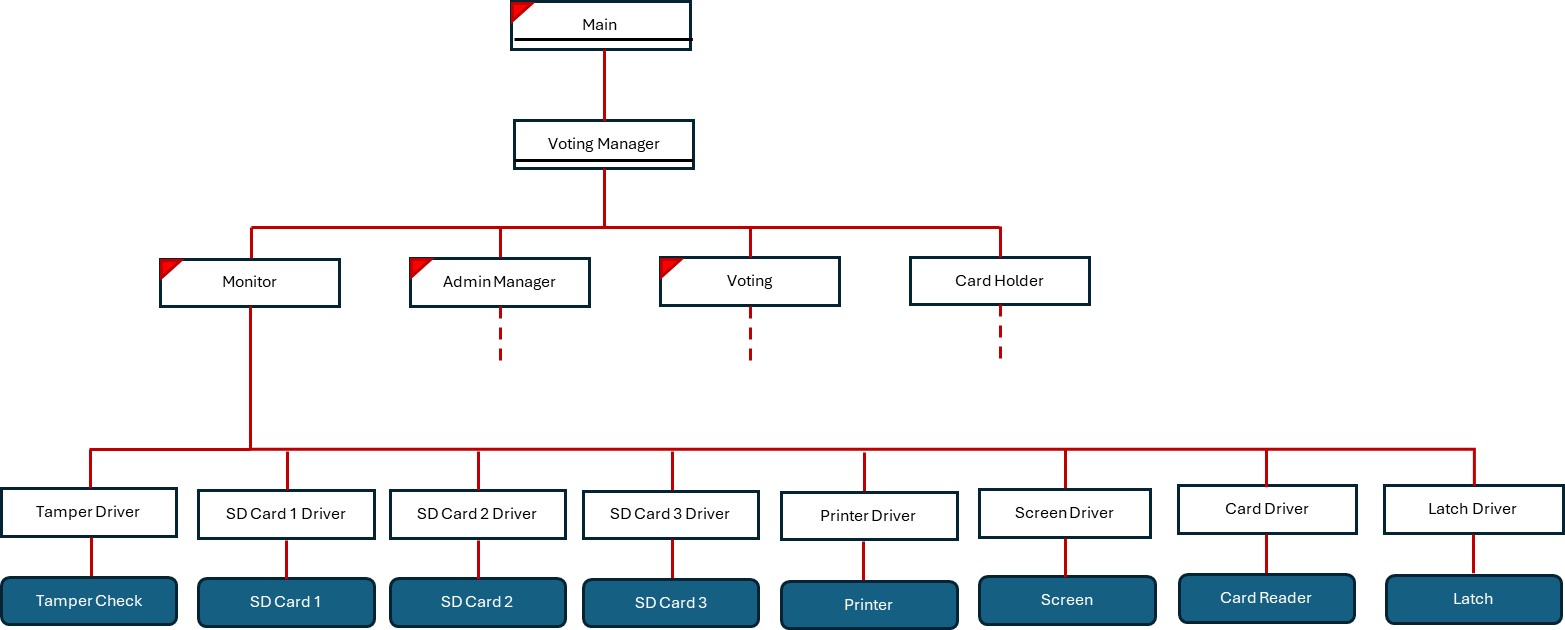 Main
Voting Manager
Monitor
Admin Manager
Voting
Card Holder
Tamper Driver
SD Card 1 Driver
SD Card 2 Driver
SD Card 3 Driver
Printer Driver
Screen Driver
Card Driver
Latch Driver
Tamper Check
SD Card 1
SD Card 2
SD Card 3
Printer
Screen
Card Reader
Latch